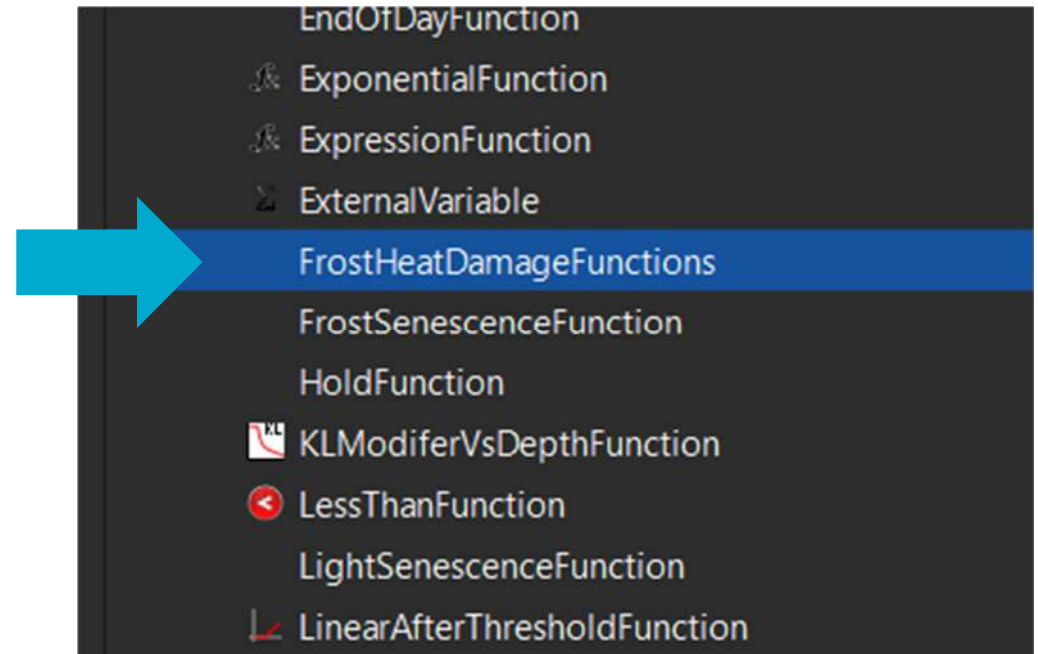 EndOfDayFunction
ExponentialFunction
ExpressionFunction
ExternalVariable
FrostHeatDamageFunctions
FrostSenescenceFunction
HoldFunction
KLModiferVsDepthFunction
LessThanFunction
LightSenescenceFunction
LinearAfterThresholdFunction